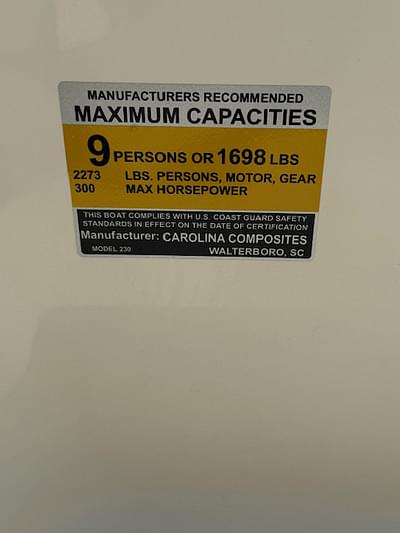 MANUFACTURERS RECOMMENDED
MAXIMUM CAPACITIES
9 PERSONS OR 1698 LBS
2273 LBS. PERSONS, MOTOR, GEAR
300 MAX HORSEPOWER
THIS BOAT COMPLIES WITH U.S. COAST GUARD SAFETY
STANDARDS IN EFFECT ON THE DATE OF CERTIFICATION
Manufacturer: CAROLINA COMPOSITES
MODEL 230 WALTERBORO, SC